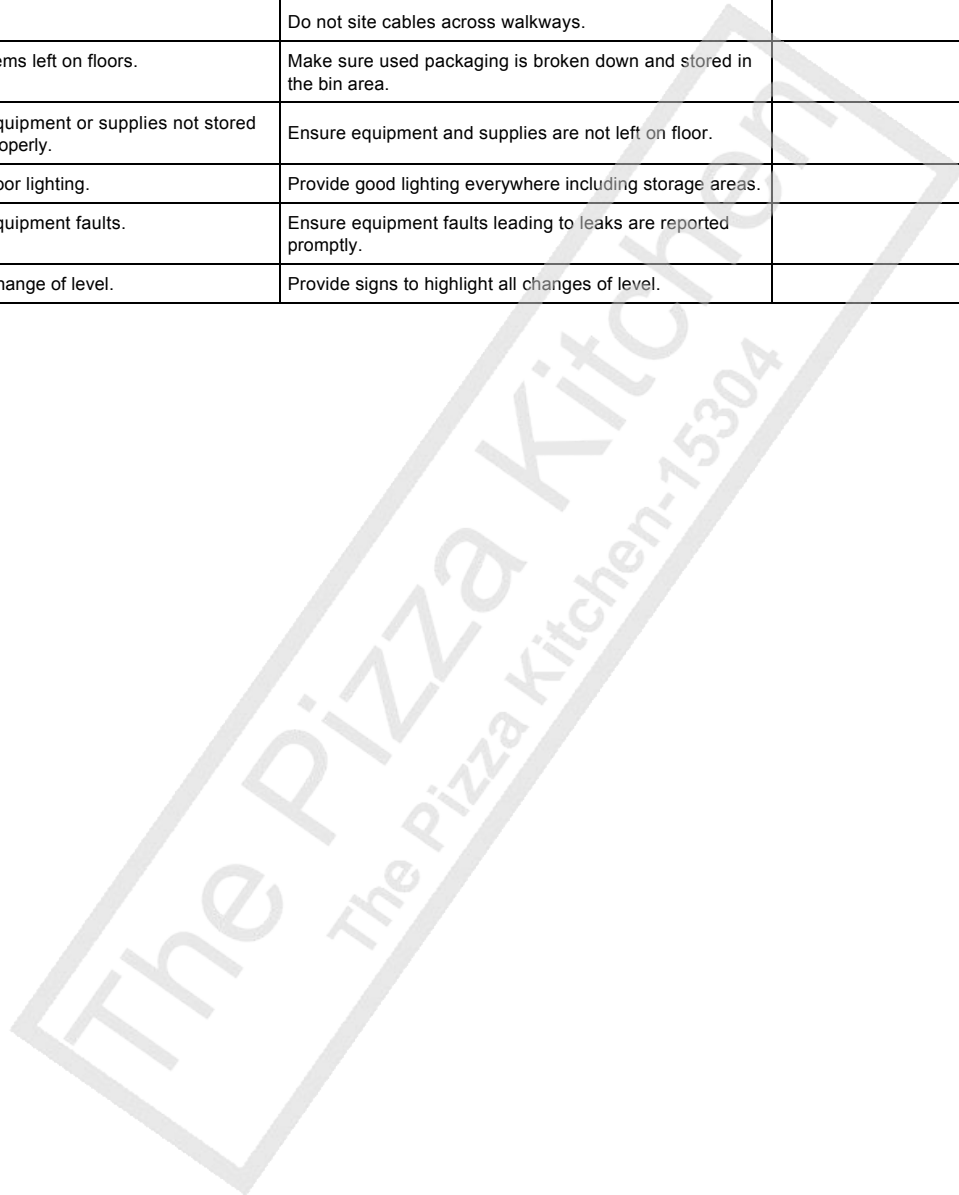 Do not site cables across walkways.
ems left on floors.
Make sure used packaging is broken down and stored in
the bin area.
quipment or supplies not stored
operly.
Ensure equipment and supplies are not left on floor.
oor lighting.
Provide good lighting everywhere including storage areas.
quipment faults.
Ensure equipment faults leading to leaks are reported
promptly.
hange of level.
Provide signs to highlight all changes of level.
The Pizza Kitchen
The Pizza Kitchen-15304